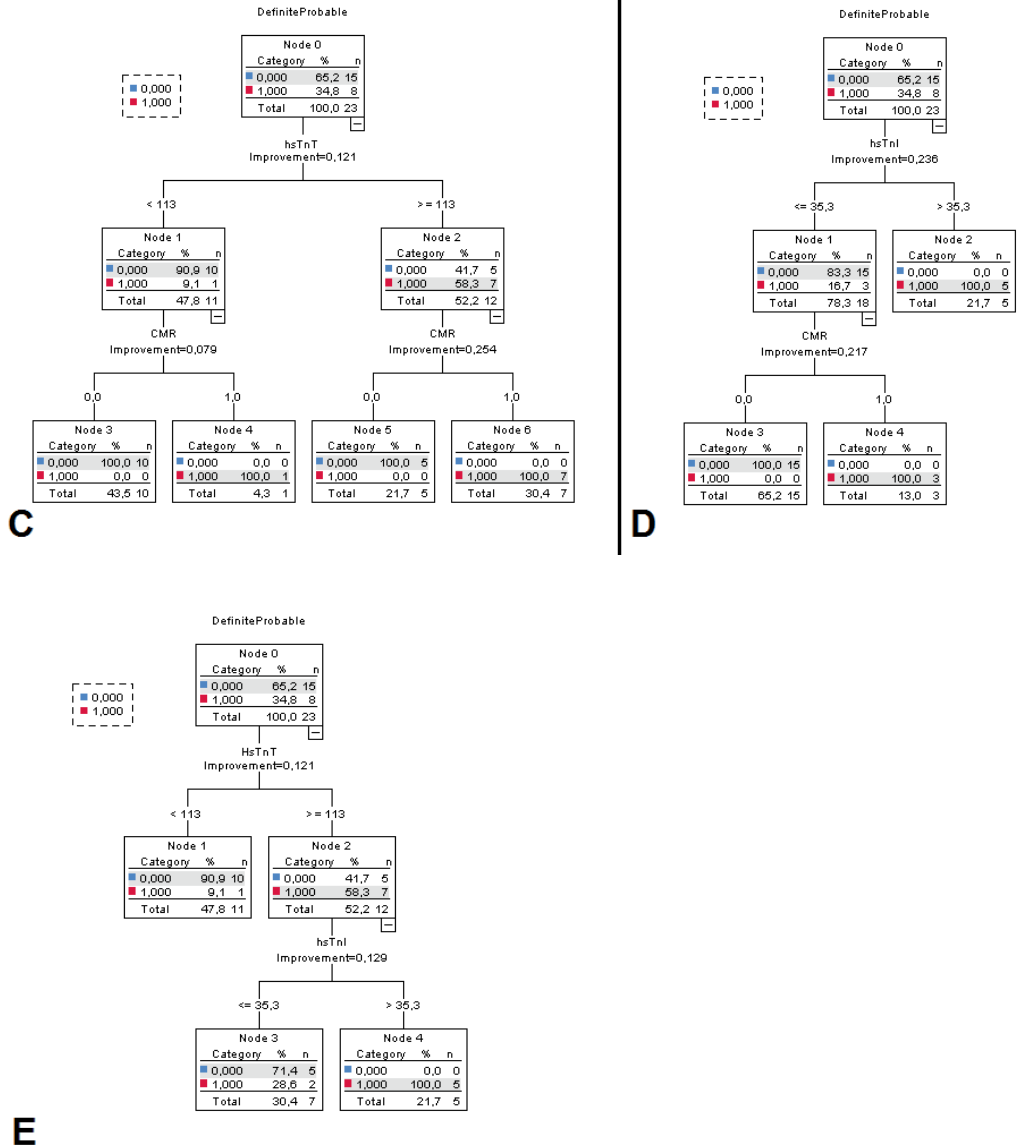 DefiniteProbable
Node 0
Category % n
0,000 65,2 15
1,000 34,8 8
Total 100,0 23
0,000
1,000
hsTnT
Improvement=0,121
< 113
>= 113
Node 1
Category % n
0,000 90,9 10
1,000 9,1 1
Total 47,8 11
Node 2
Category % n
0,000 41,7 5
1,000 58,3 7
Total 52,2 12
CMR
Improvement=0,079
CMR
Improvement=0,254
0,0
1,0
0,0
1,0
Node 3
Category % n
0,000 100,0 10
1,000 0,0 0
Total 43,5 10
Node 4
Category % n
0,000 0,0 0
1,000 100,0 1
Total 4,3 1
Node 5
Category % n
0,000 100,0 5
1,000 0,0 0
Total 21,7 5
Node 6
Category % n
0,000 0,0 0
1,000 100,0 7
Total 30,4 7
C
DefiniteProbable
Node 0
Category % n
0,000 65,2 15
1,000 34,8 8
Total 100,0 23
0,000
1,000
hsTnI
Improvement=0,236
<= 35,3
> 35,3
Node 1
Category % n
0,000 83,3 15
1,000 16,7 3
Total 78,3 18
Node 2
Category % n
0,000 0,0 0
1,000 100,0 5
Total 21,7 5
CMR
Improvement=0,217
0,0
1,0
Node 3
Category % n
0,000 100,0 15
1,000 0,0 0
Total 65,2 15
Node 4
Category % n
0,000 0,0 0
1,000 100,0 3
Total 13,0 3
D
DefiniteProbable
Node 0
Category % n
0,000 65,2 15
1,000 34,8 8
Total 100,0 23
0,000
1,000
HsTnT
Improvement=0,121
< 113
>= 113
Node 1
Category % n
0,000 90,9 10
1,000 9,1 1
Total 47,8 11
Node 2
Category % n
0,000 41,7 5
1,000 58,3 7
Total 52,2 12
hsTnI
Improvement=0,129
<= 35,3
> 35,3
Node 3
Category % n
0,000 71,4 5
1,000 28,6 2
Total 30,4 7
Node 4
Category % n
0,000 0,0 0
1,000 100,0 5
Total 21,7 5
E